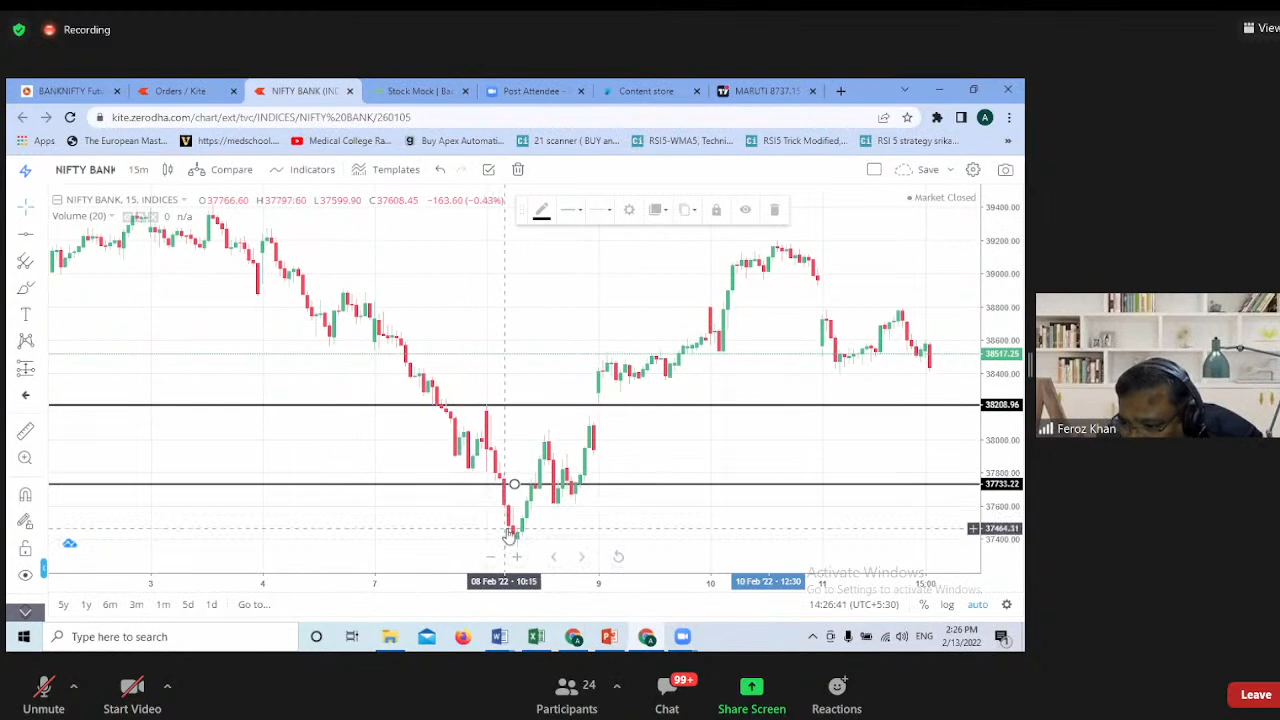 Recording
View
BANKNIFTY Futu
Orders / Kite
NIFTY BANK (INC
Stock Mock | Bac
Post Attendee -
Content store
MARUTI 8737.15
kite.zerodha.com/chart/ext/tvc/INDICES/NIFTY%20BANK/260105
A
Apps
The European Mast...
https://medschool....
Medical College Ra...
Buy Apex Automati...
21 scanner ( BUY an...
RSI5-WMA5, Techni...
RSI5 Trick Modified,...
RSI 5 strategy srika...
NIFTY BANK
15m
Compare
Indicators
Templates
Save
NIFTY BANK, 15, INDICES
O37766.60 H37797.60 L37599.90 C37608.45 −163.60 (−0.43%)
Market Closed
Volume (20) 0 n/a
39400.00
39200.00
39000.00
38800.00
38600.00
38517.25
38400.00
38208.96
38000.00
37800.00
37733.22
37600.00
37464.31
37400.00
Feroz Khan
3 4 7 08 Feb '22 - 10:15 9 10 10 Feb '22 - 12:30 11 15:00
Activate Windows
Go to Settings to activate Windows.
5y 1y 6m 3m 1m 5d 1d Go to...
14:26:41 (UTC+5:30) % log auto
Type here to search
ENG
2:26 PM
2/13/2022
24
99+
Unmute
Start Video
Participants
Chat
Share Screen
Reactions
Leave